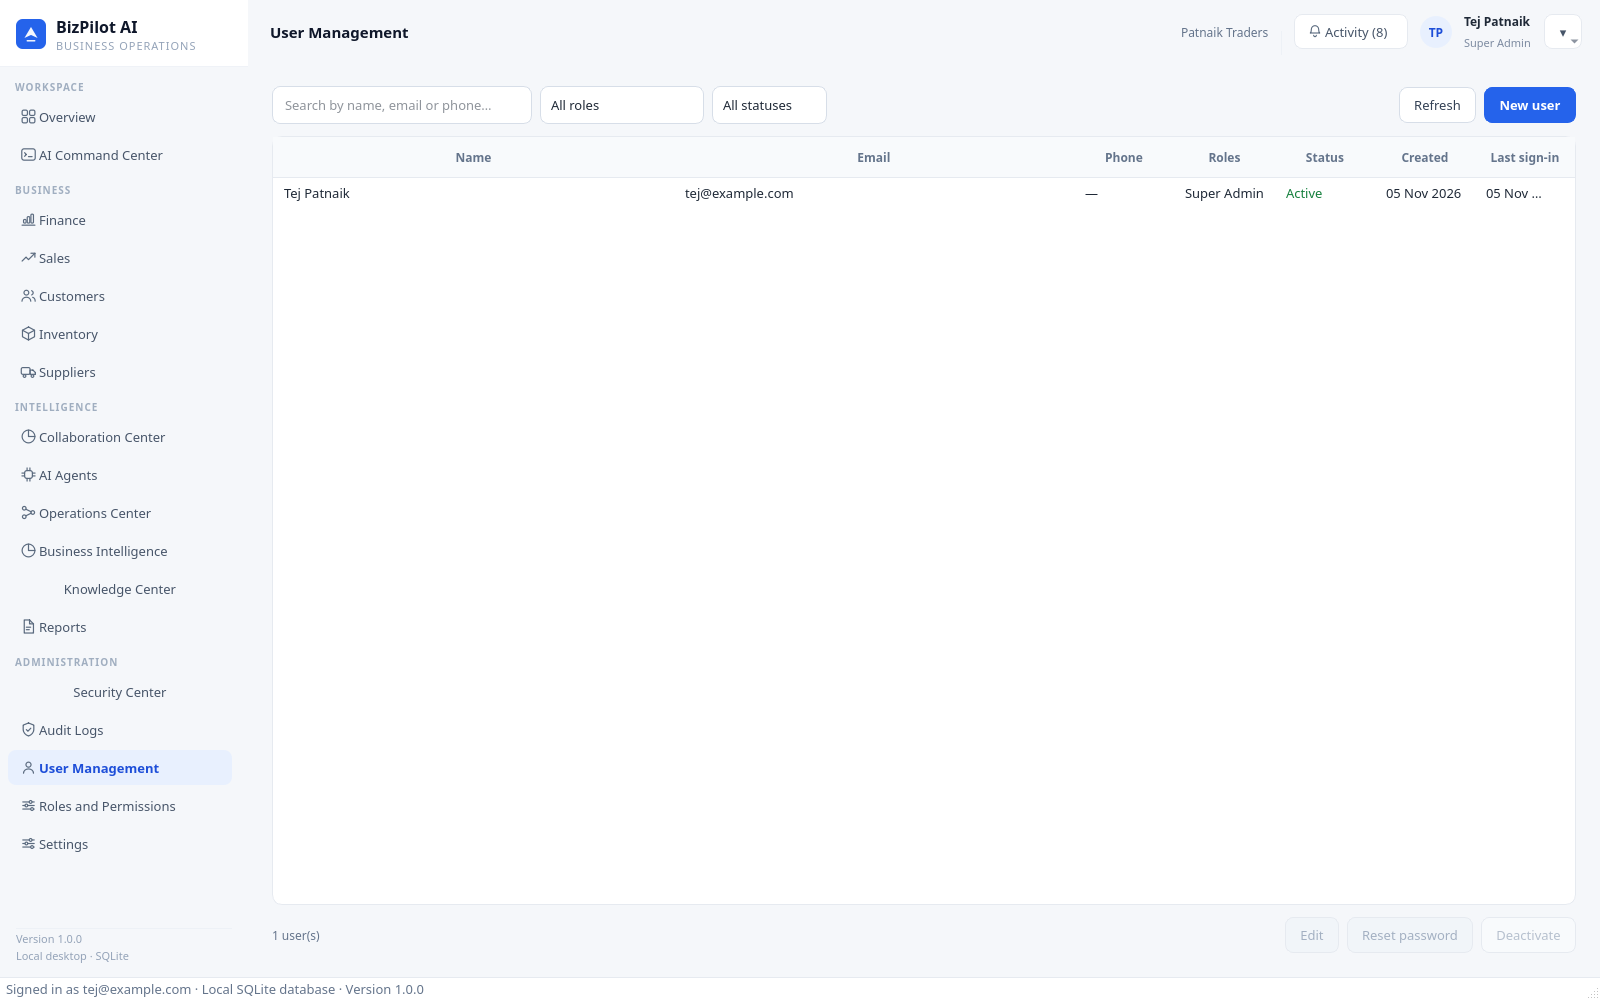 BizPilot AI
BUSINESS OPERATIONS
User Management
Patnaik Traders
Activity (8)
TP
Tej Patnaik
Super Admin
WORKSPACE
Overview
AI Command Center
BUSINESS
Finance
Sales
Customers
Inventory
Suppliers
INTELLIGENCE
Collaboration Center
AI Agents
Operations Center
Business Intelligence
Knowledge Center
Reports
ADMINISTRATION
Security Center
Audit Logs
User Management
Roles and Permissions
Settings
Version 1.0.0
Local desktop · SQLite
Search by name, email or phone...
All roles
All statuses
Refresh
New user
Name Email Phone Roles Status Created Last sign-in
Tej Patnaik tej@example.com — Super Admin Active 05 Nov 2026 05 Nov ...
1 user(s)
Edit
Reset password
Deactivate
Signed in as tej@example.com · Local SQLite database · Version 1.0.0